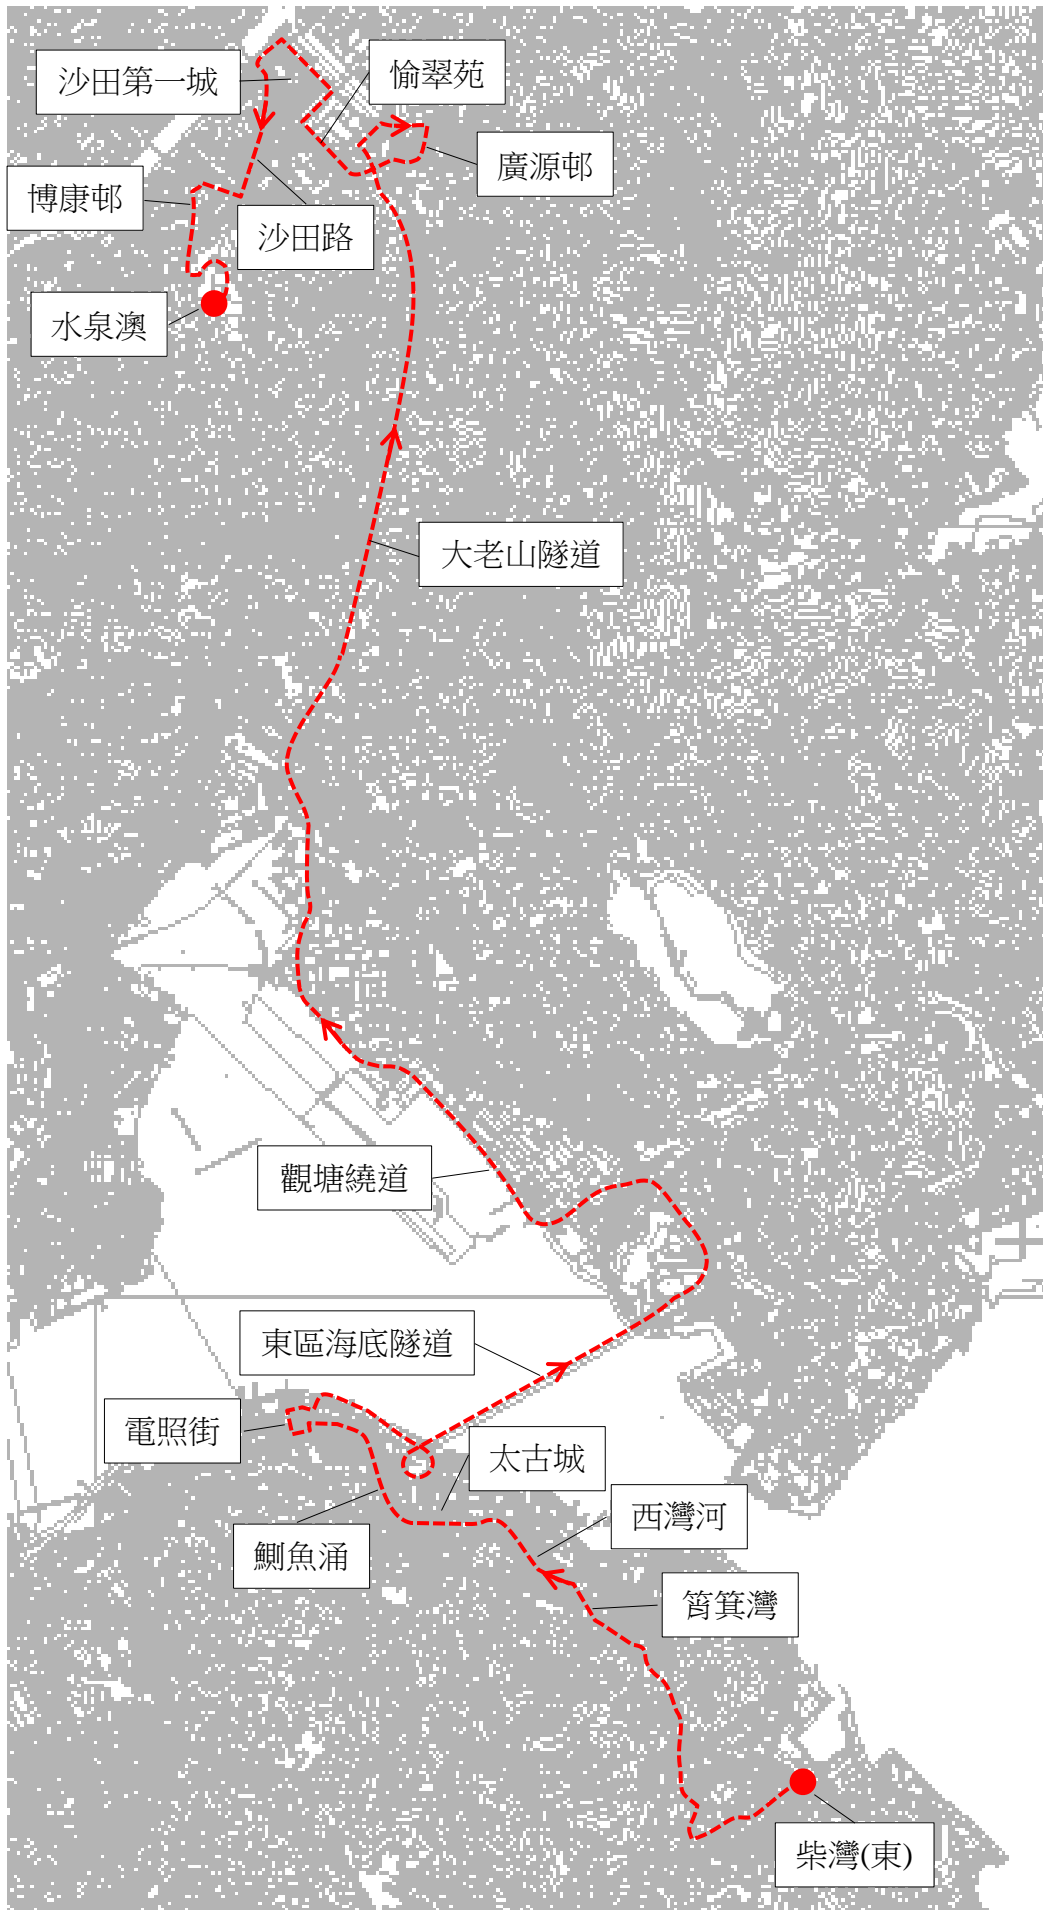 沙田第一城
愉翠苑
廣源邨
博康邨
沙田路
水泉澳
大老山隧道
觀塘繞道
東區海底隧道
電照街
太古城
西灣河
鰂魚涌
筲箕灣
柴灣(東)